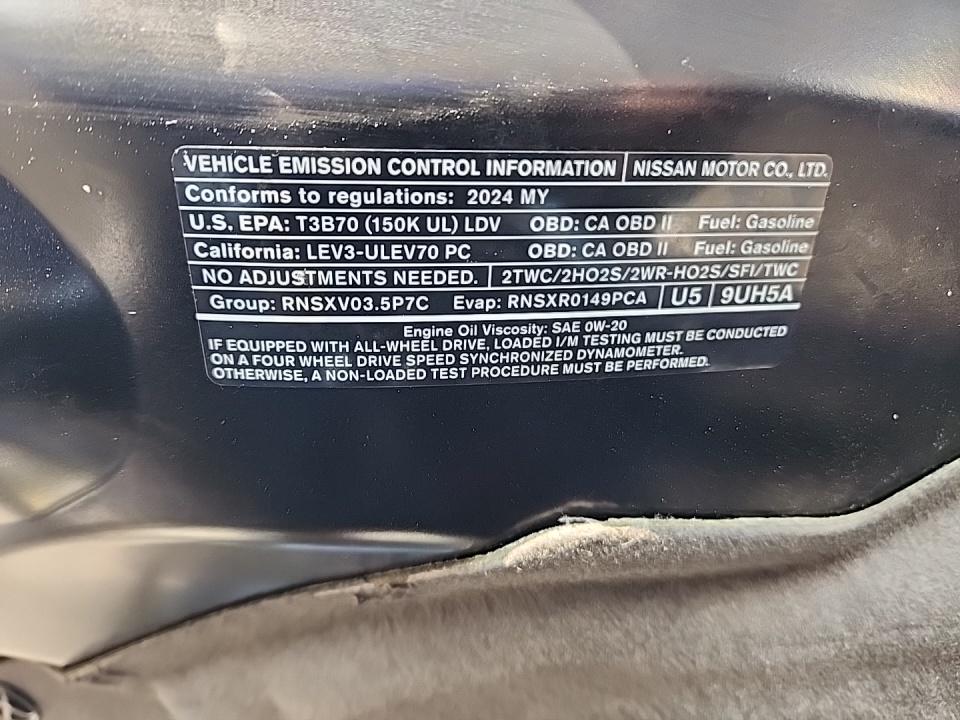 VEHICLE EMISSION CONTROL INFORMATION NISSAN MOTOR CO., LTD.
Conforms to regulations: 2024 MY
U.S. EPA: T3B70 (150K UL) LDV OBD: CA OBD II Fuel: Gasoline
California: LEV3-ULEV70 PC OBD: CA OBD II Fuel: Gasoline
NO ADJUSTMENTS NEEDED. 2TWC/2HO2S/2WR-HO2S/SFI/TWC
Group: RNSXV03.5P7C Evap: RNSXR0149PCA U5 9UH5A
Engine Oil Viscosity: SAE 0W-20
IF EQUIPPED WITH ALL-WHEEL DRIVE, LOADED I/M TESTING MUST BE CONDUCTED
ON A FOUR WHEEL DRIVE SPEED SYNCHRONIZED DYNAMOMETER.
OTHERWISE, A NON-LOADED TEST PROCEDURE MUST BE PERFORMED.